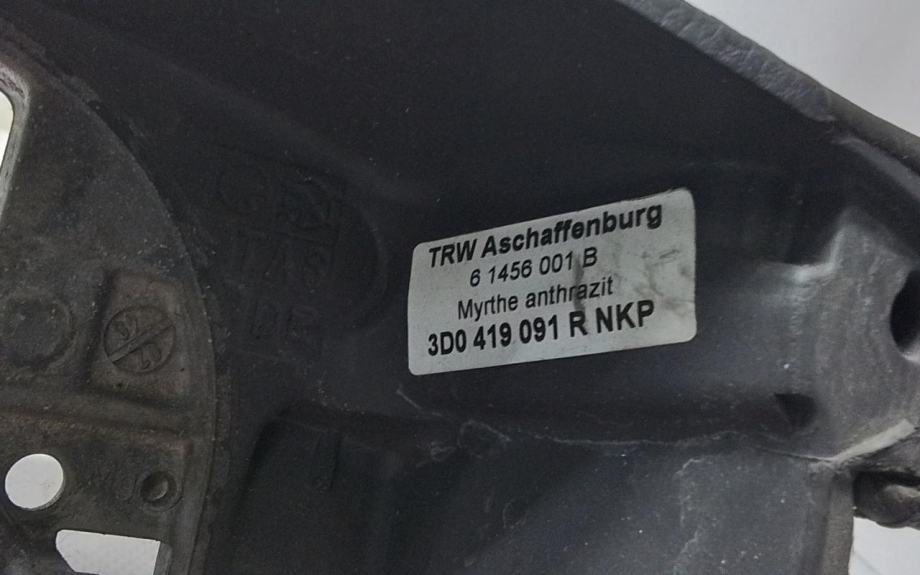 TRW Aschaffenburg
6 1456 001 B
Myrthe anthrazit
3D0 419 091 R NKP